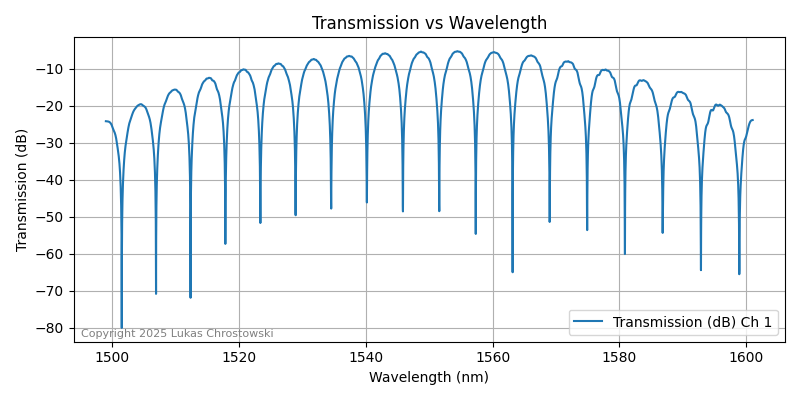 Transmission vs Wavelength
Transmission (dB)
−10
−20
−30
−40
−50
−60
−70
−80
Copyright 2025 Lukas Chrostowski
Transmission (dB) Ch 1
1500 1520 1540 1560 1580 1600
Wavelength (nm)